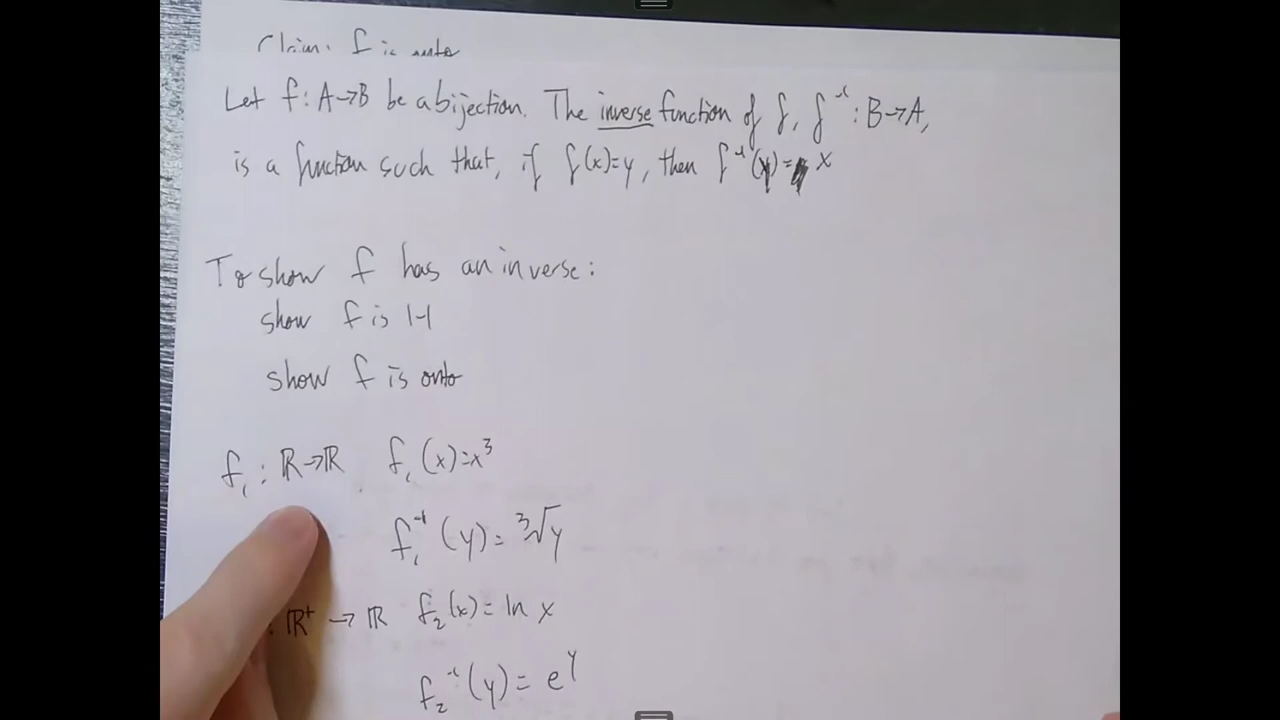 Claim. f is onto
Let f: A→B be a bijection. The inverse function of f, f⁻¹: B→A,
is a function such that, if f(x)=y, then f⁻¹(y)= x
To show f has an inverse:
show f is 1-1
show f is onto
f₁: ℝ→ℝ f₁(x)=x³
f₁⁻¹(y)= ³√y
: ℝ⁺ → ℝ f₂(x)= ln x
f₂⁻¹(y)= e^y